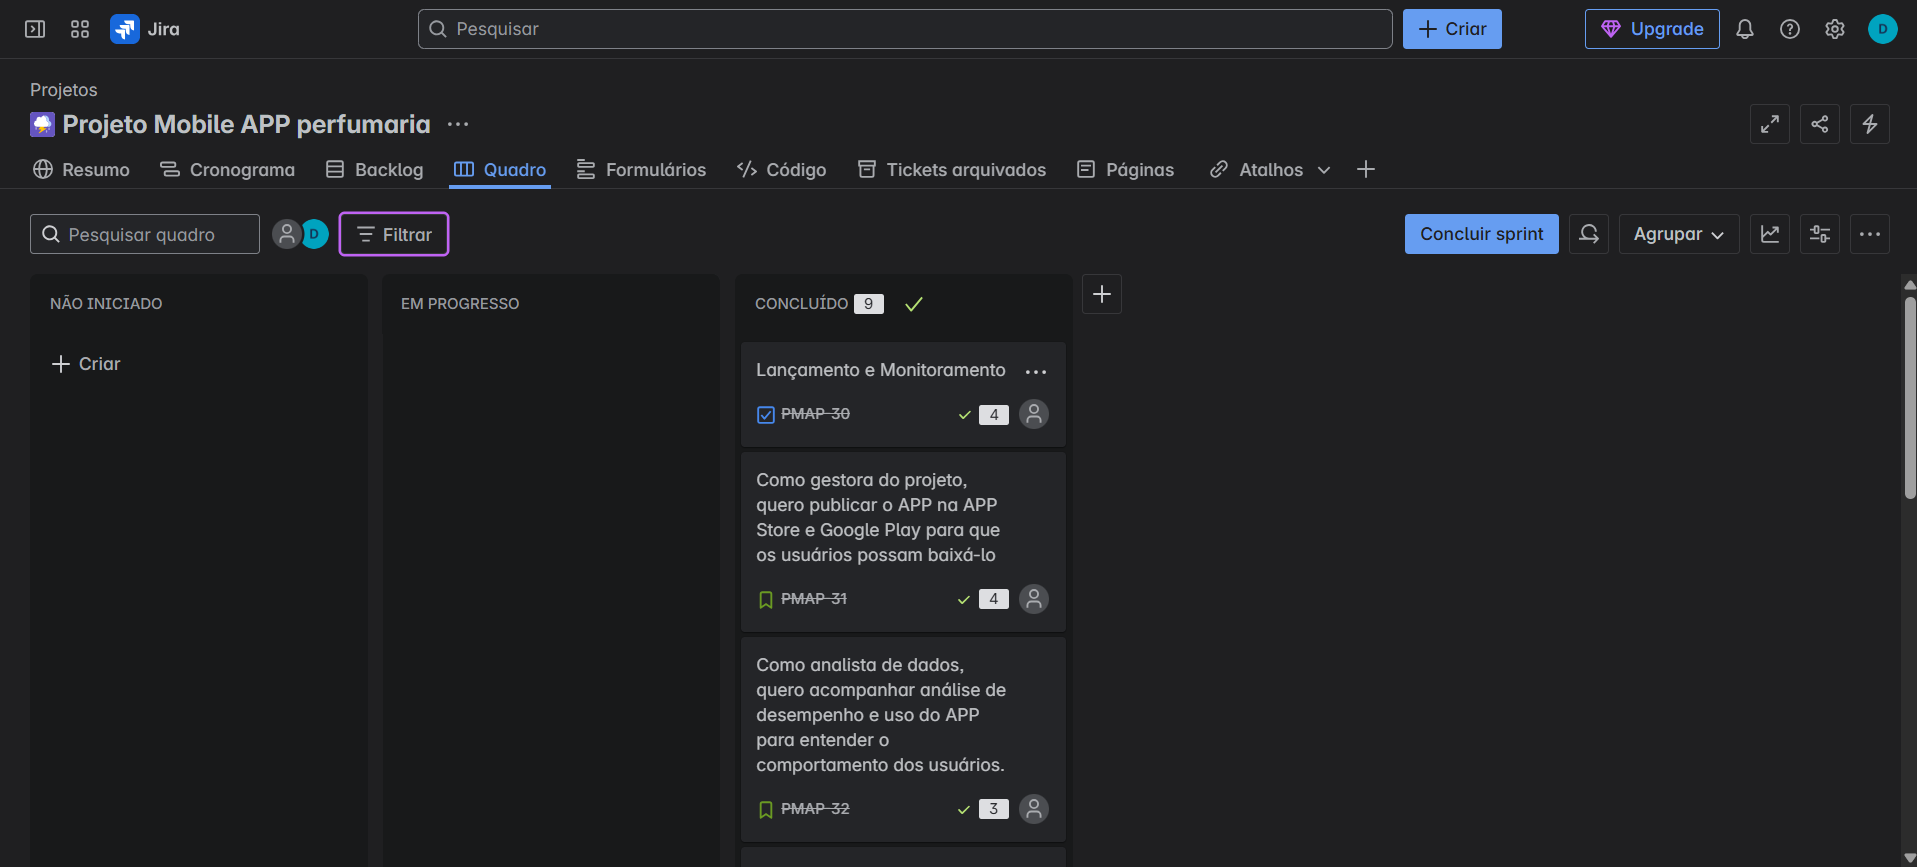 Jira
Pesquisar
Criar
Upgrade
D
Projetos
Projeto Mobile APP perfumaria
Resumo
Cronograma
Backlog
Quadro
Formulários
Código
Tickets arquivados
Páginas
Atalhos
Pesquisar quadro
D
Filtrar
Concluir sprint
Agrupar
NÃO INICIADO
Criar
EM PROGRESSO
CONCLUÍDO 9
Lançamento e Monitoramento
PMAP-30
4
Como gestora do projeto,
quero publicar o APP na APP
Store e Google Play para que
os usuários possam baixá-lo
PMAP-31
4
Como analista de dados,
quero acompanhar análise de
desempenho e uso do APP
para entender o
comportamento dos usuários.
PMAP-32
3